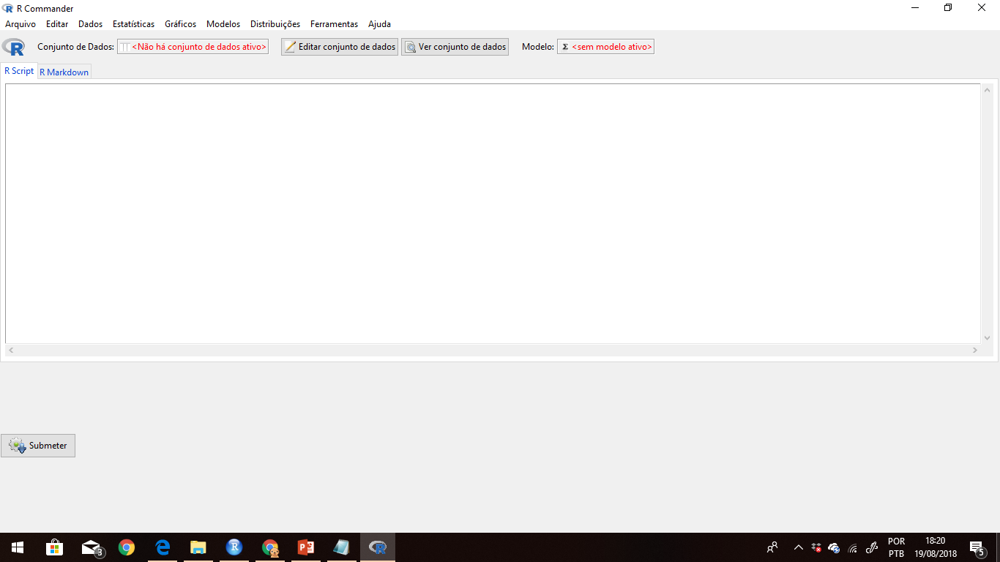 R Commander
Arquivo Editar Dados Estatísticas Gráficos Modelos Distribuições Ferramentas Ajuda
R Conjunto de Dados: <Não há conjunto de dados ativo> Editar conjunto de dados Ver conjunto de dados Modelo: Σ <sem modelo ativo>
R Script R Markdown
Submeter
3 R P R POR 18:20 5
PTB 19/08/2018